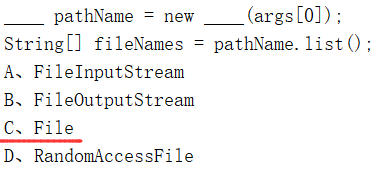 ____ pathName = new ____(args[0]);
String[] fileNames = pathName.list();
A、FileInputStream
B、FileOutputStream
C、File
D、RandomAccessFile